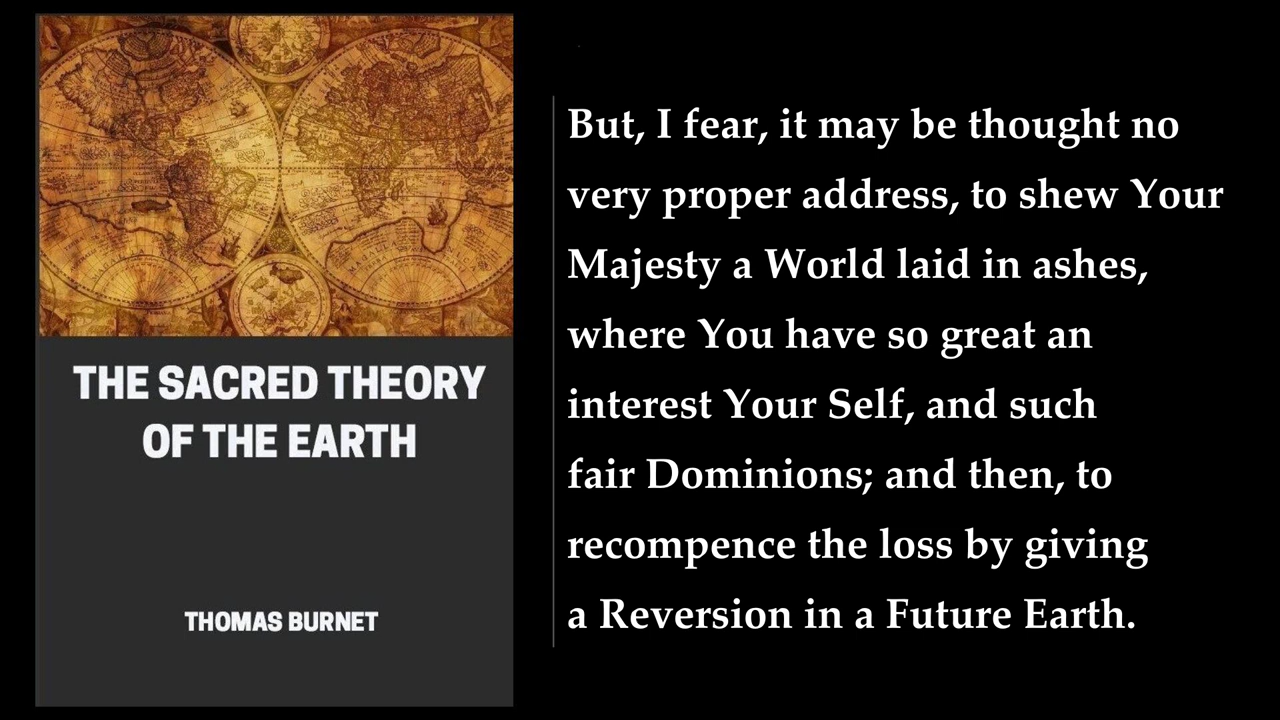 THE SACRED THEORY
OF THE EARTH
THOMAS BURNET
But, I fear, it may be thought no
very proper address, to shew Your
Majesty a World laid in ashes,
where You have so great an
interest Your Self, and such
fair Dominions; and then, to
recompence the loss by giving
a Reversion in a Future Earth.